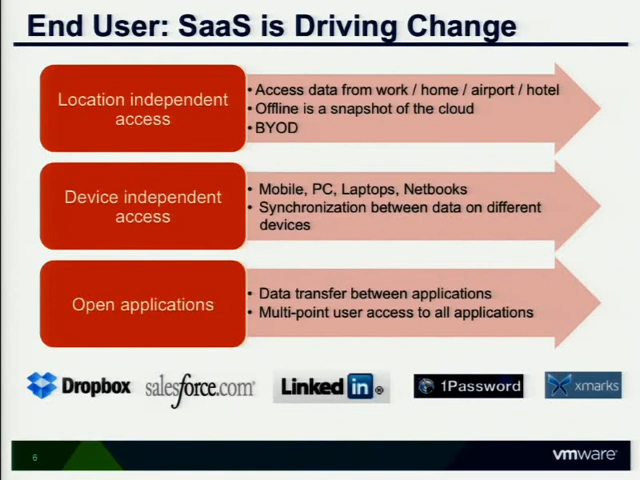 End User: SaaS is Driving Change
Location independent
access
• Access data from work / home / airport / hotel
• Offline is a snapshot of the cloud
• BYOD
Device independent
access
• Mobile, PC, Laptops, Netbooks
• Synchronization between data on different
devices
Open applications
• Data transfer between applications
• Multi-point user access to all applications
Dropbox
salesforce.com®
Linked in®
1Password
xmarks
6
vmware®